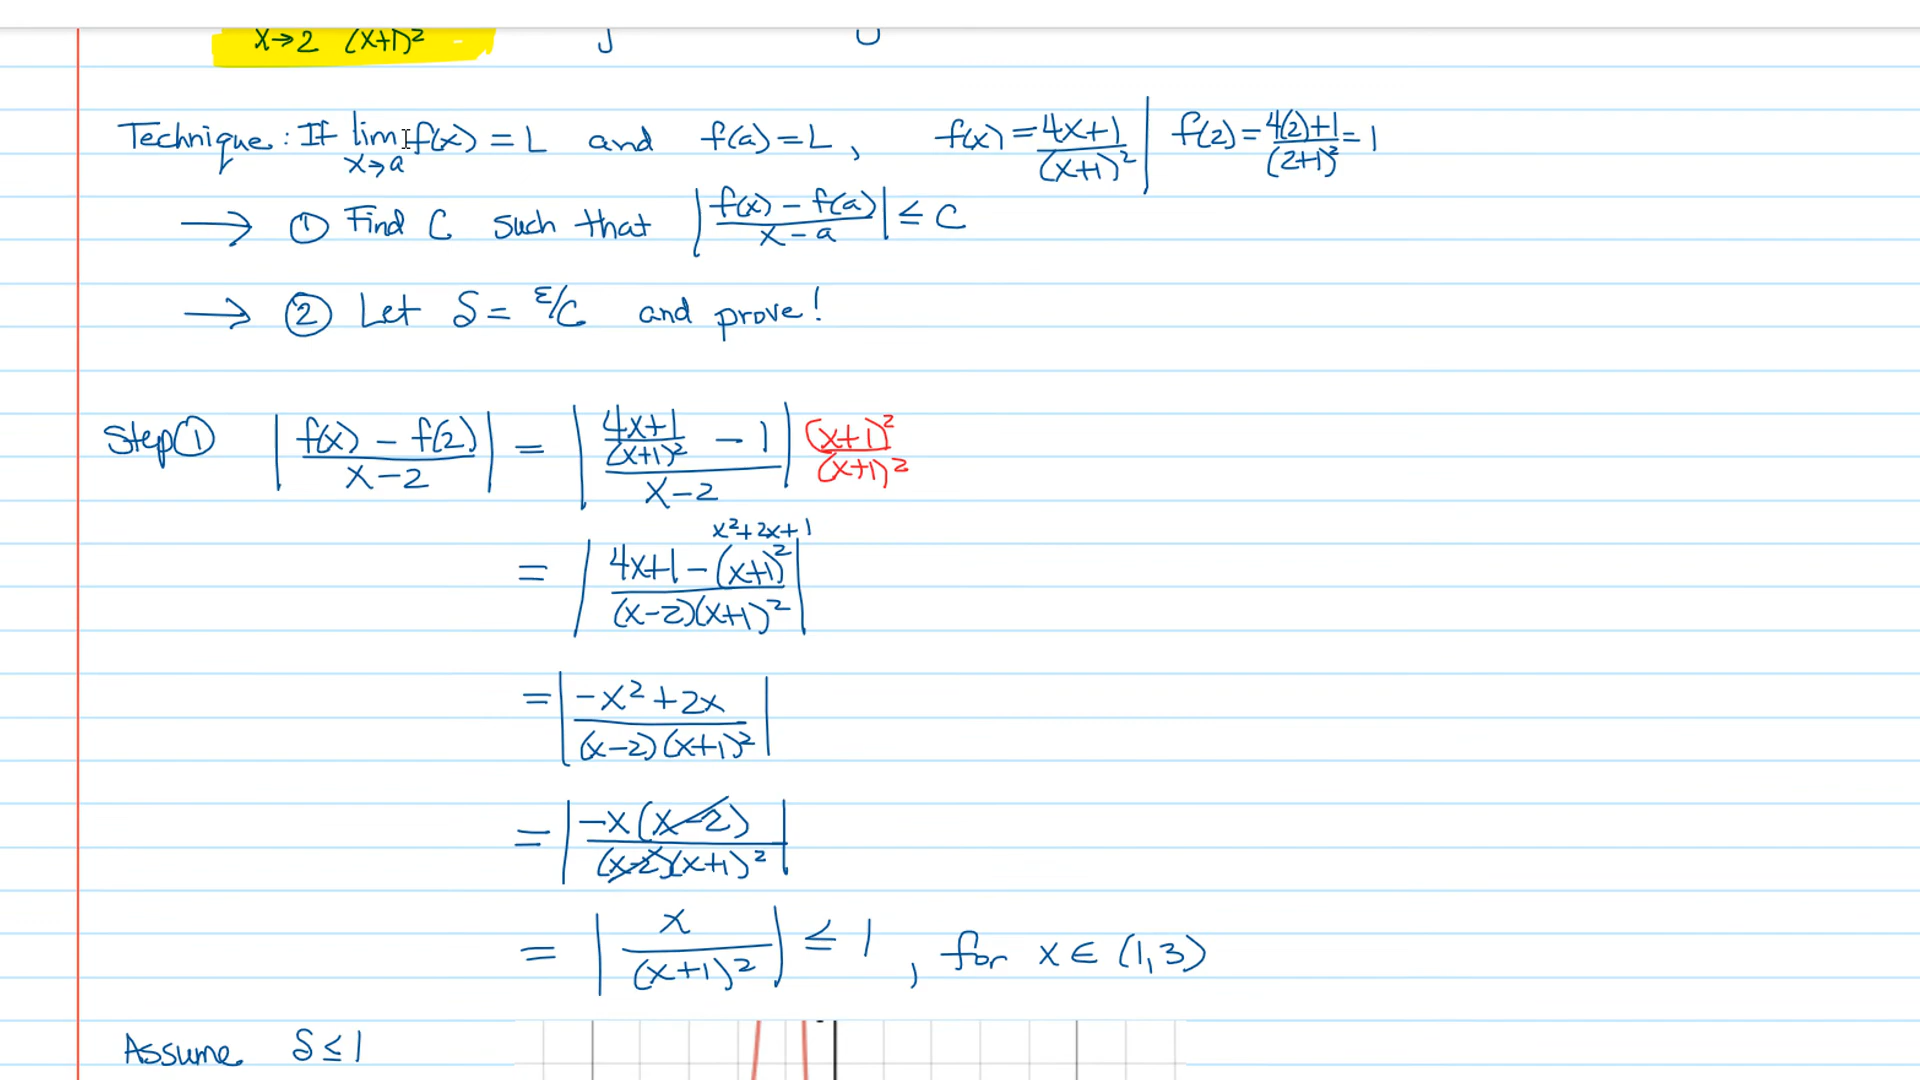 x→2 (x+1)²
Technique: If lim x→a f(x) = L and f(a) = L, f(x) = 4x+1/(x+1)² | f(2) = 4(2)+1/(2+1)² = 1
→ ① Find C such that |f(x) - f(a)/x - a| ≤ C
→ ② Let δ = ε/C and prove!
Step ① |f(x) - f(2)/x - 2| = |4x+1/(x+1)² - 1/x - 2| (x+1)²/(x+1)²
x²+2x+1
= |4x+1 - (x+1)²/(x-2)(x+1)²|
= |-x² + 2x/(x-2)(x+1)²|
= |-x(x-2)/(x-2)(x+1)²|
= |x/(x+1)²| ≤ 1, for x ∈ (1,3)
Assume δ ≤ 1